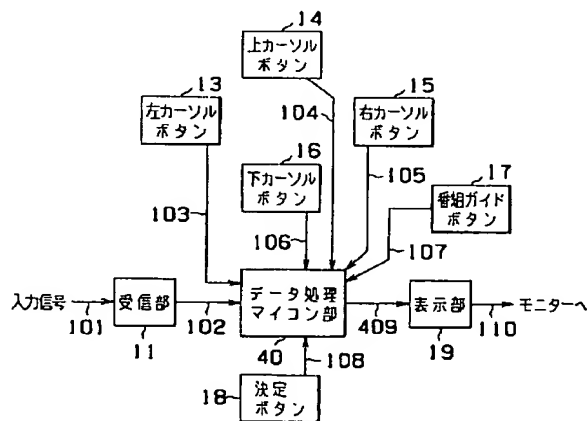 14
上カーソル
ボタン
13
左カーソル
ボタン
104
15
右カーソル
ボタン
16
下カーソル
ボタン
105
17
番組ガイド
ボタン
103
106
107
入力信号
101
受信部
11
102
データ処理
マイコン部
40
409
表示部
19
110
モニターへ
108
18
決定
ボタン